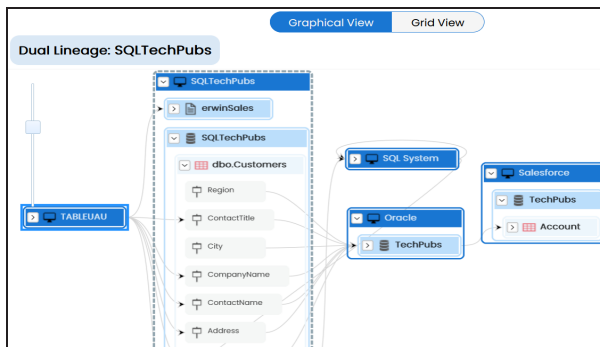 Graphical View
Grid View
Dual Lineage: SQLTechPubs
SQLTechPubs
erwinSales
SQLTechPubs
dbo.Customers
Region
ContactTitle
City
CompanyName
ContactName
Address
TABLEUAU
SQL System
Oracle
TechPubs
Salesforce
TechPubs
Account